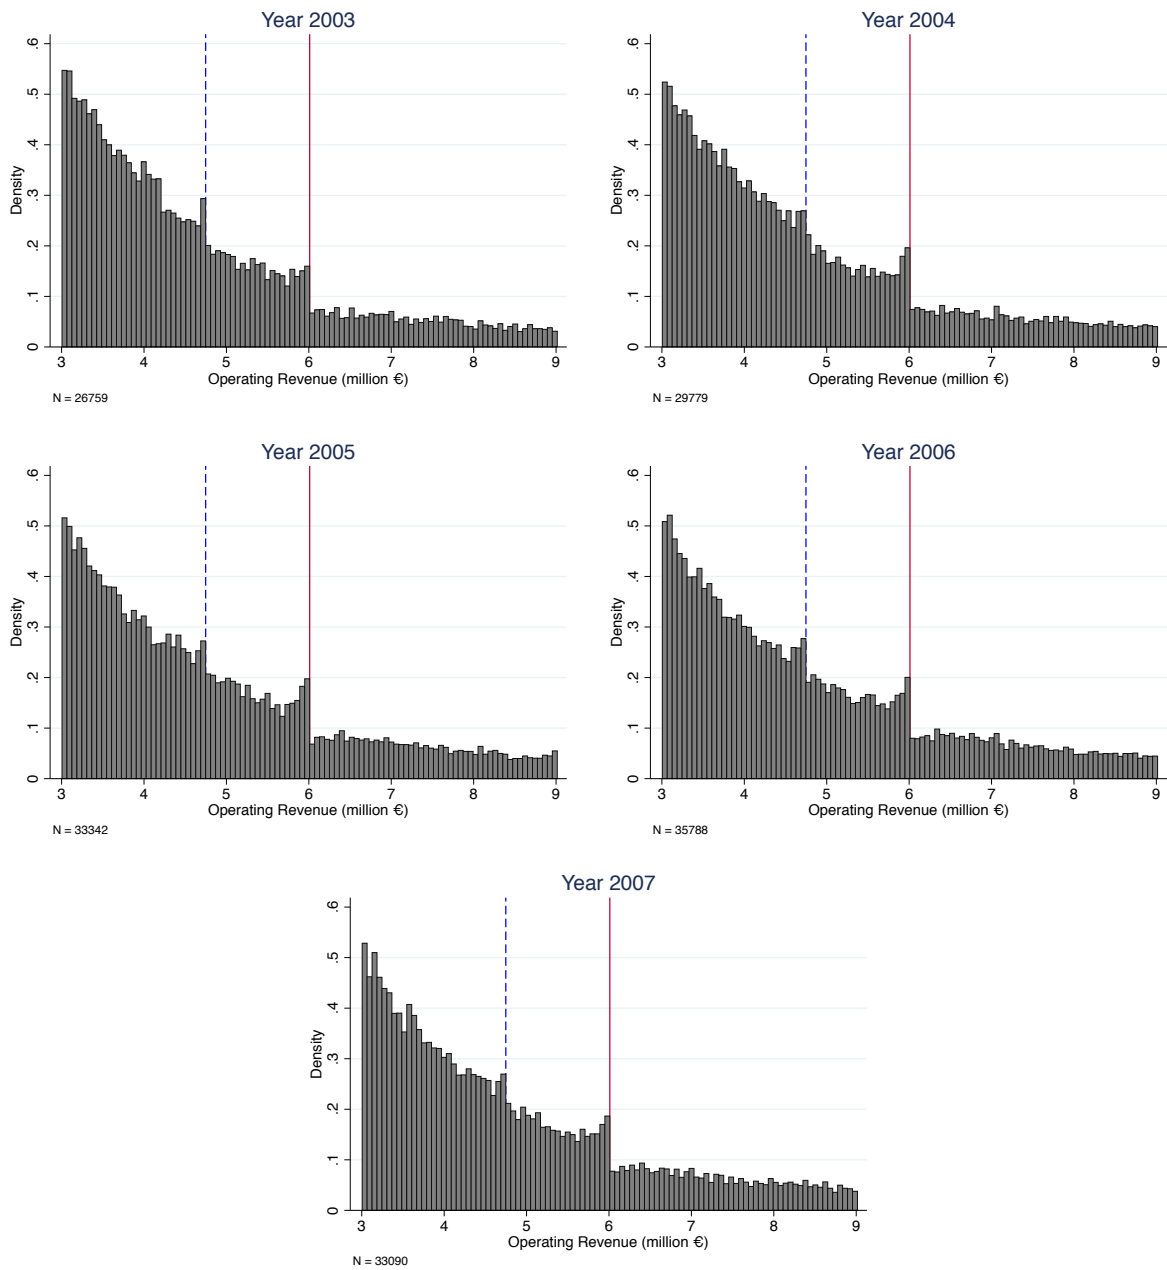 Year 2003
Density
0 .1 .2 .3 .4 .5 .6
3 4 5 6 7 8 9
Operating Revenue (million €)
N = 26759
Year 2004
Density
0 .1 .2 .3 .4 .5 .6
3 4 5 6 7 8 9
Operating Revenue (million €)
N = 29779
Year 2005
Density
0 .1 .2 .3 .4 .5 .6
3 4 5 6 7 8 9
Operating Revenue (million €)
N = 33342
Year 2006
Density
0 .1 .2 .3 .4 .5 .6
3 4 5 6 7 8 9
Operating Revenue (million €)
N = 35788
Year 2007
Density
0 .1 .2 .3 .4 .5 .6
3 4 5 6 7 8 9
Operating Revenue (million €)
N = 33090